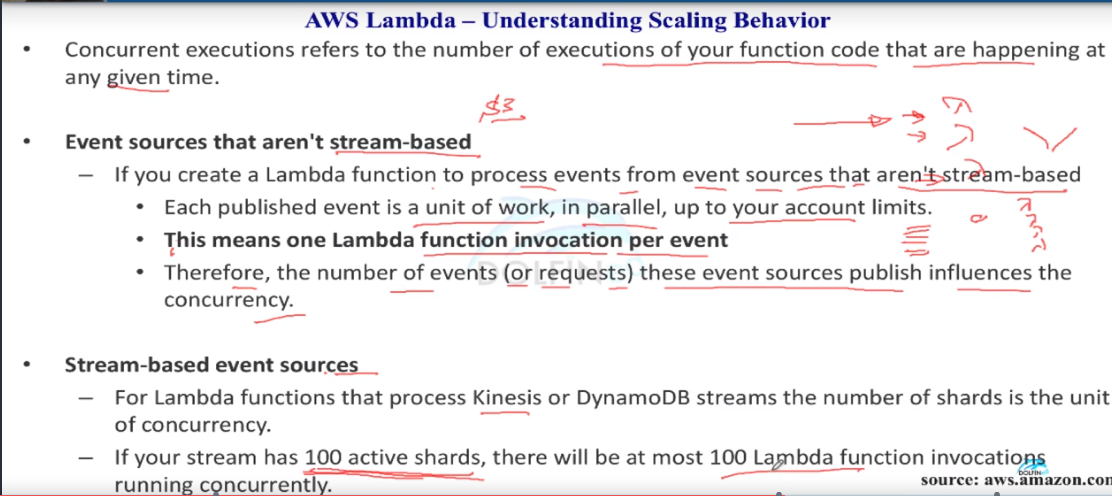 AWS Lambda – Understanding Scaling Behavior
• Concurrent executions refers to the number of executions of your function code that are happening at
any given time.
S3
• Event sources that aren't stream-based
– If you create a Lambda function to process events from event sources that aren't stream-based
• Each published event is a unit of work, in parallel, up to your account limits.
• This means one Lambda function invocation per event
• Therefore, the number of events (or requests) these event sources publish influences the
concurrency.
DOLFIN
• Stream-based event sources
– For Lambda functions that process Kinesis or DynamoDB streams the number of shards is the unit
of concurrency.
– If your stream has 100 active shards, there will be at most 100 Lambda function invocations
running concurrently.
DOLFIN
source: aws.amazon.com